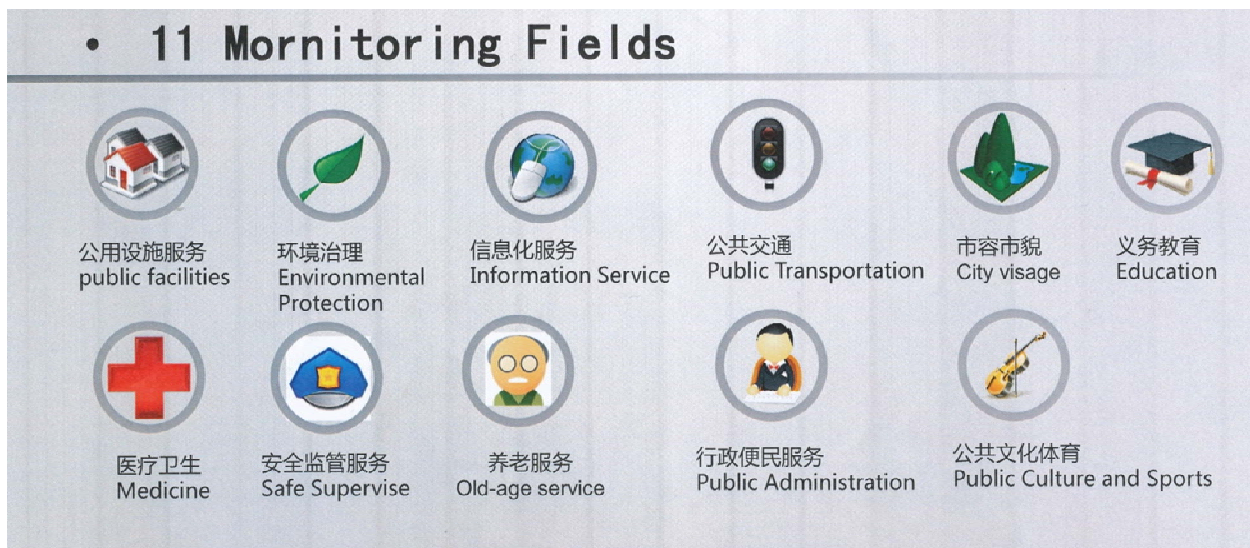 • 11 Mornitoring Fields
公用设施服务
public facilities
环境治理
Environmental
Protection
信息化服务
Information Service
公共交通
Public Transportation
市容市貌
City visage
义务教育
Education
医疗卫生
Medicine
安全监管服务
Safe Supervise
养老服务
Old-age service
行政便民服务
Public Administration
公共文化体育
Public Culture and Sports